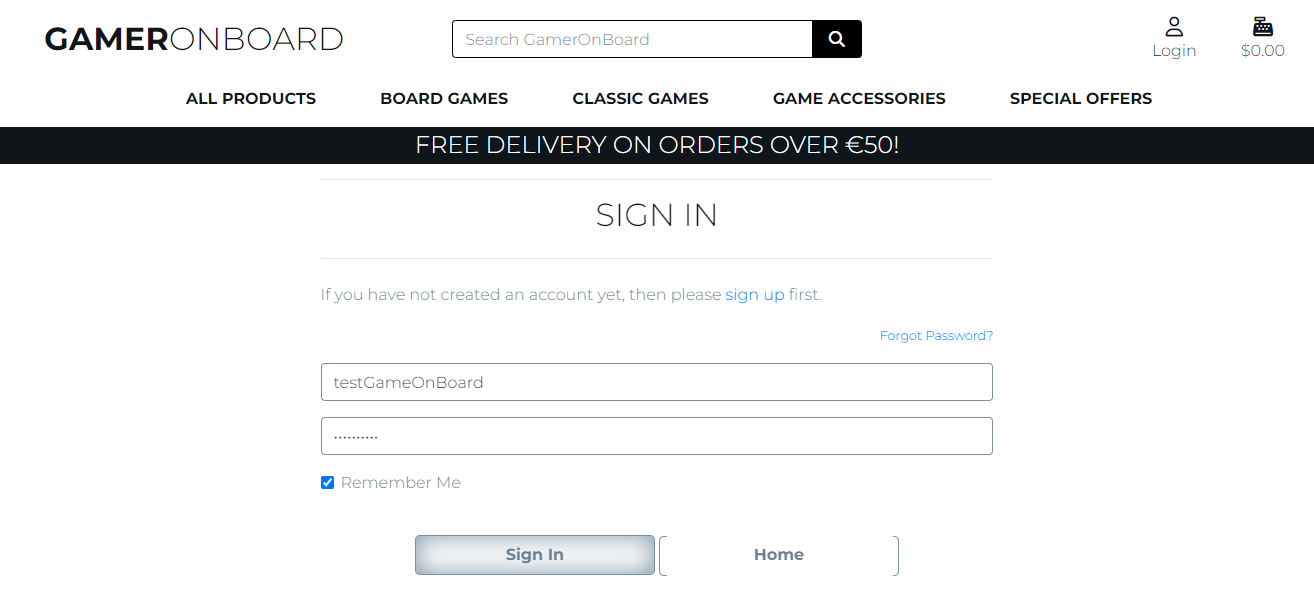 GAMERONBOARD
Search GamerOnBoard
Login
$0.00
ALL PRODUCTS BOARD GAMES CLASSIC GAMES GAME ACCESSORIES SPECIAL OFFERS
FREE DELIVERY ON ORDERS OVER €50!
SIGN IN
If you have not created an account yet, then please sign up first.
Forgot Password?
testGameOnBoard
··········
Remember Me
Sign In Home